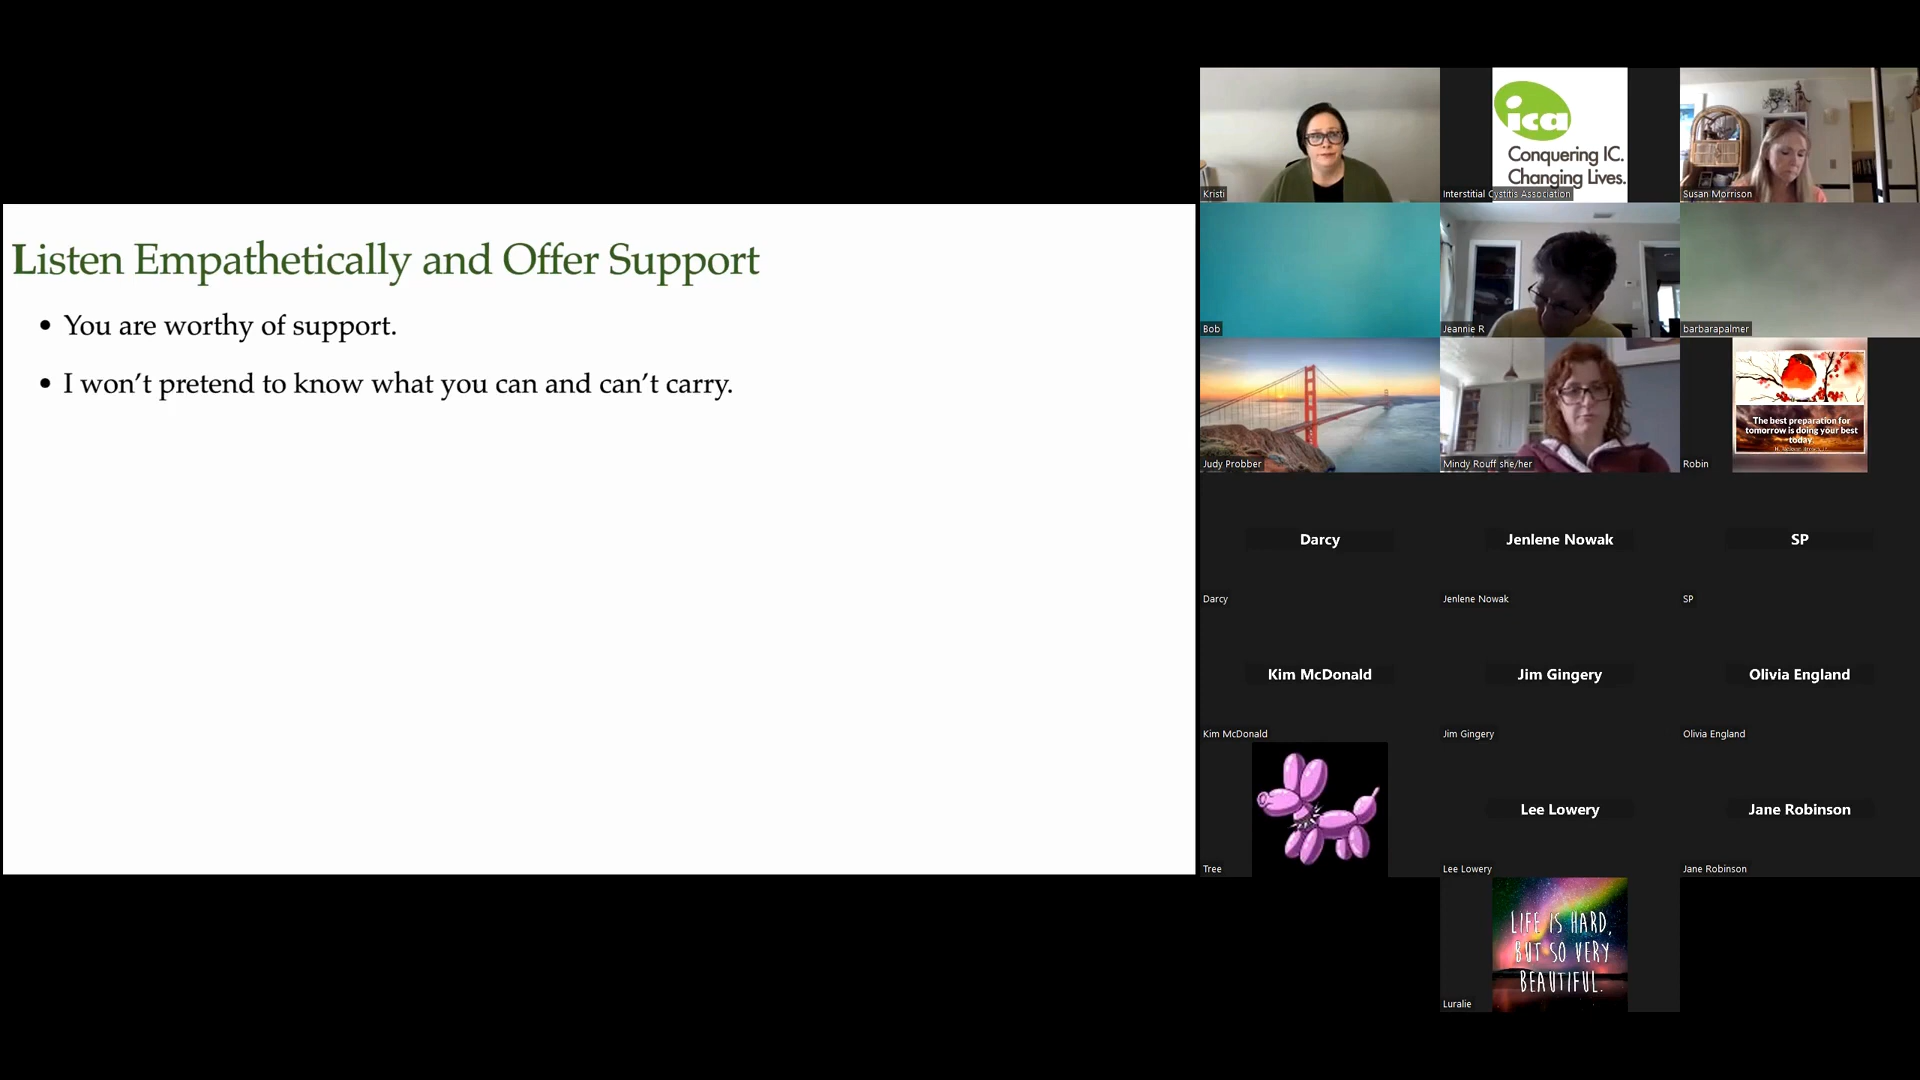 Listen Empathetically and Offer Support
• You are worthy of support.
• I won’t pretend to know what you can and can’t carry.
Kristi
ica
Conquering IC.
Changing Lives.
Interstitial Cystitis Association
Susan Morrison
Bob
Jeannie R
barbarapalmer
Judy Probber
Mindy Rouff she/her
The best preparation for
tomorrow is doing your best
today.
Robin
Darcy
Darcy
Jenlene Nowak
Jenlene Nowak
SP
SP
Kim McDonald
Kim McDonald
Jim Gingery
Jim Gingery
Olivia England
Olivia England
Tree
Lee Lowery
Lee Lowery
Jane Robinson
Jane Robinson
LIFE IS HARD,
BUT SO VERY
BEAUTIFUL.
Luralie